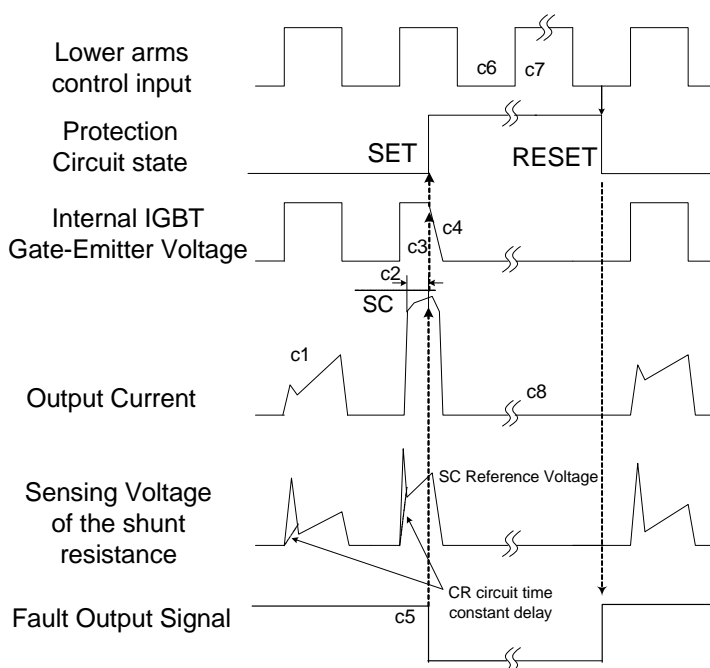 Lower arms
control input
c6
c7
Protection
Circuit state
SET
RESET
Internal IGBT
Gate-Emitter Voltage
c3
c4
c2
SC
c1
Output Current
c8
SC Reference Voltage
Sensing Voltage
of the shunt
resistance
CR circuit time
constant delay
Fault Output Signal
c5